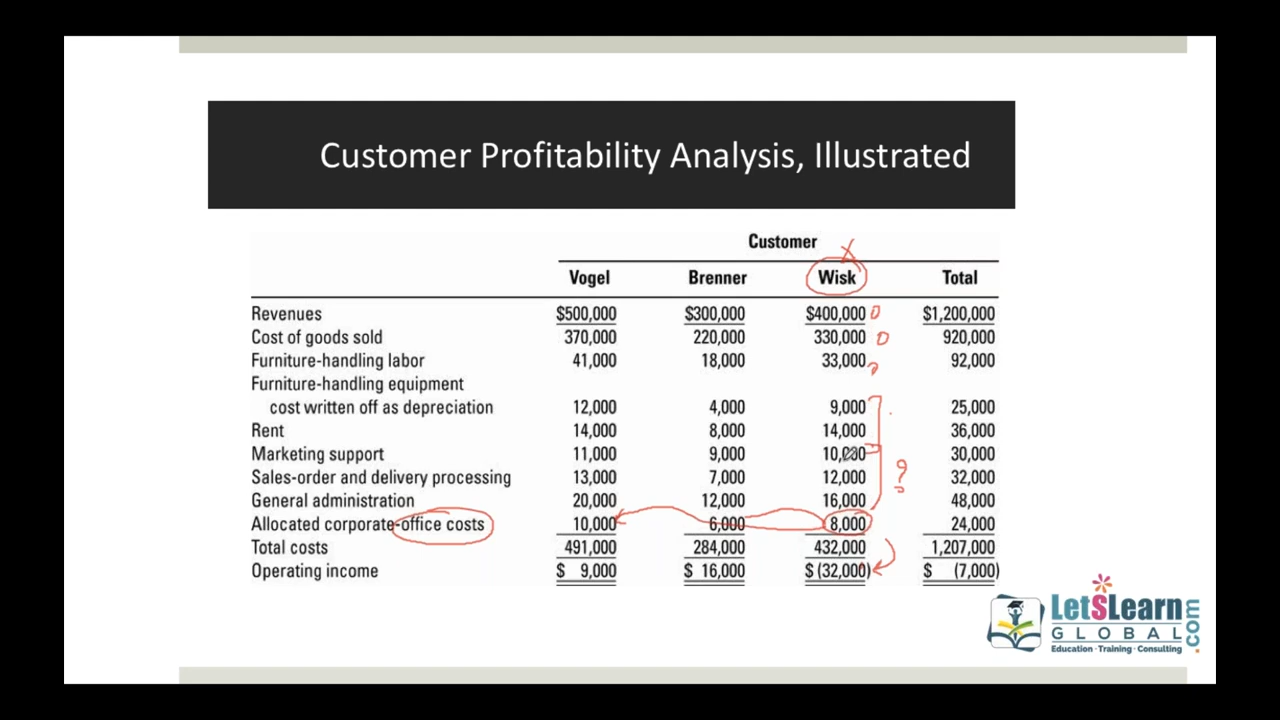 Customer Profitability Analysis, Illustrated
Customer
Vogel Brenner Wisk Total
Revenues $500,000 $300,000 $400,000 0 $1,200,000
Cost of goods sold 370,000 220,000 330,000 0 920,000
Furniture-handling labor 41,000 18,000 33,000 92,000
Furniture-handling equipment
cost written off as depreciation 12,000 4,000 9,000 25,000
Rent 14,000 8,000 14,000 36,000
Marketing support 11,000 9,000 10,000 30,000
Sales-order and delivery processing 13,000 7,000 12,000 ? 32,000
General administration 20,000 12,000 16,000 48,000
Allocated corporate-office costs 10,000 6,000 8,000 24,000
Total costs 491,000 284,000 432,000 1,207,000
Operating income $ 9,000 $ 16,000 $ (32,000) $ (7,000)
LetSLearn
GLOBAL
.com
Education · Training · Consulting